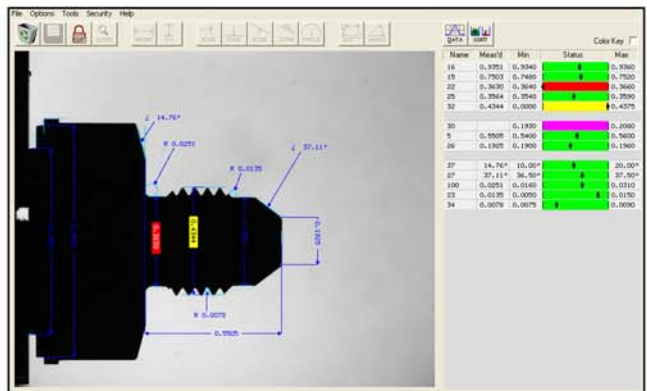 File Options Tools Security Help
DATA SORT Color Key
Name Meas'd Min Status Max
16 0.9351 0.9340 0.9360
15 0.7503 0.7480 0.7520
22 0.3630 0.3640 0.3660
25 0.3564 0.3540 0.3590
32 0.4344 0.0000 0.4375
30 0.1930 0.2080
5 0.5505 0.5400 0.5600
26 0.1925 0.1900 0.1960
37 14.76° 10.00° 20.00°
27 37.11° 36.50° 37.50°
100 0.0251 0.0160 0.0310
23 0.0135 0.0050 0.0150
34 0.0078 0.0075 0.0090
∠ 14.76°
R 0.0251
∠ 37.11°
R 0.0135
0.3630
0.4344
0.1925
R 0.0078
0.5505